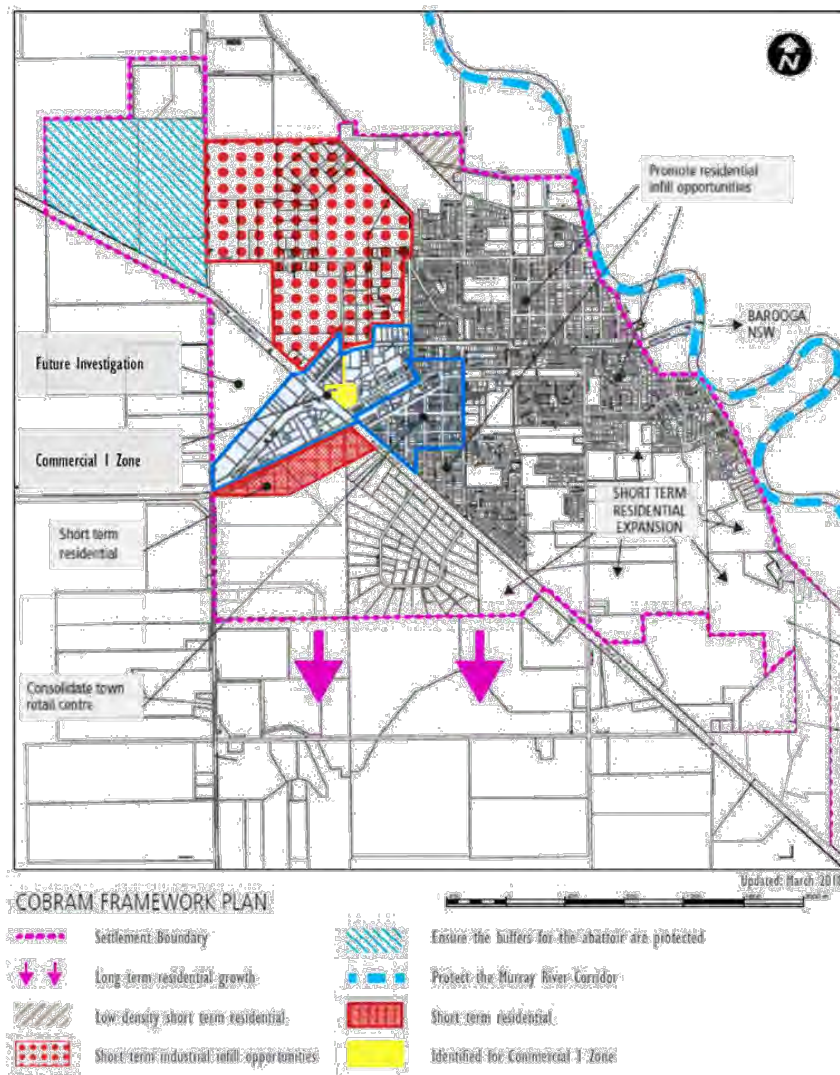 N
Promote residential
infill opportunities
BAROOGA
NSW
Future Investigation
Commercial 1 Zone
SHORT TERM
RESIDENTIAL
EXPANSION
Short term
residential
Consolidate town
retail centre
Updated: March 2018
COBRAM FRAMEWORK PLAN
Settlement Boundary
Long term residential growth
Low density short term residential
Short term industrial infill opportunities
Ensure the buffers for the abattoir are protected
Protect the Murray River Corridor
Short term residential
Identified for Commercial 1 Zone